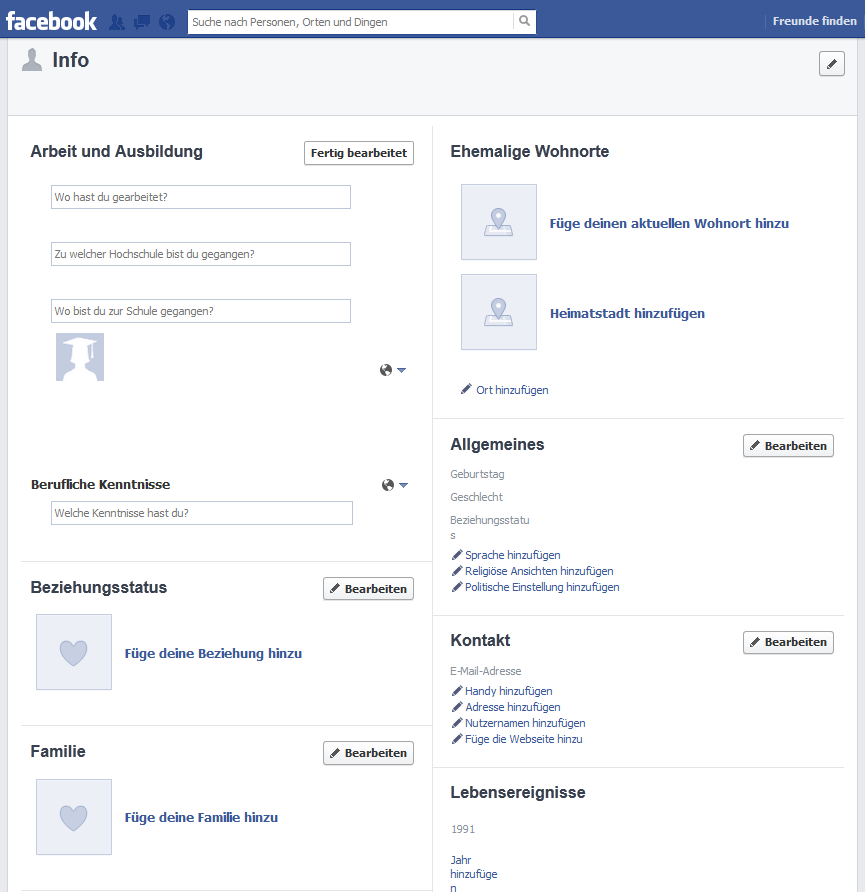 facebook
Suche nach Personen, Orten und Dingen
Freunde finden
Info
Arbeit und Ausbildung
Fertig bearbeitet
Wo hast du gearbeitet?
Zu welcher Hochschule bist du gegangen?
Wo bist du zur Schule gegangen?
Berufliche Kenntnisse
Welche Kenntnisse hast du?
Beziehungsstatus
Bearbeiten
Füge deine Beziehung hinzu
Familie
Bearbeiten
Füge deine Familie hinzu
Ehemalige Wohnorte
Füge deinen aktuellen Wohnort hinzu
Heimatstadt hinzufügen
Ort hinzufügen
Allgemeines
Bearbeiten
Geburtstag
Geschlecht
Beziehungsstatu
s
Sprache hinzufügen
Religiöse Ansichten hinzufügen
Politische Einstellung hinzufügen
Kontakt
Bearbeiten
E-Mail-Adresse
Handy hinzufügen
Adresse hinzufügen
Nutzernamen hinzufügen
Füge die Webseite hinzu
Lebensereignisse
1991
Jahr
hinzufüge
n